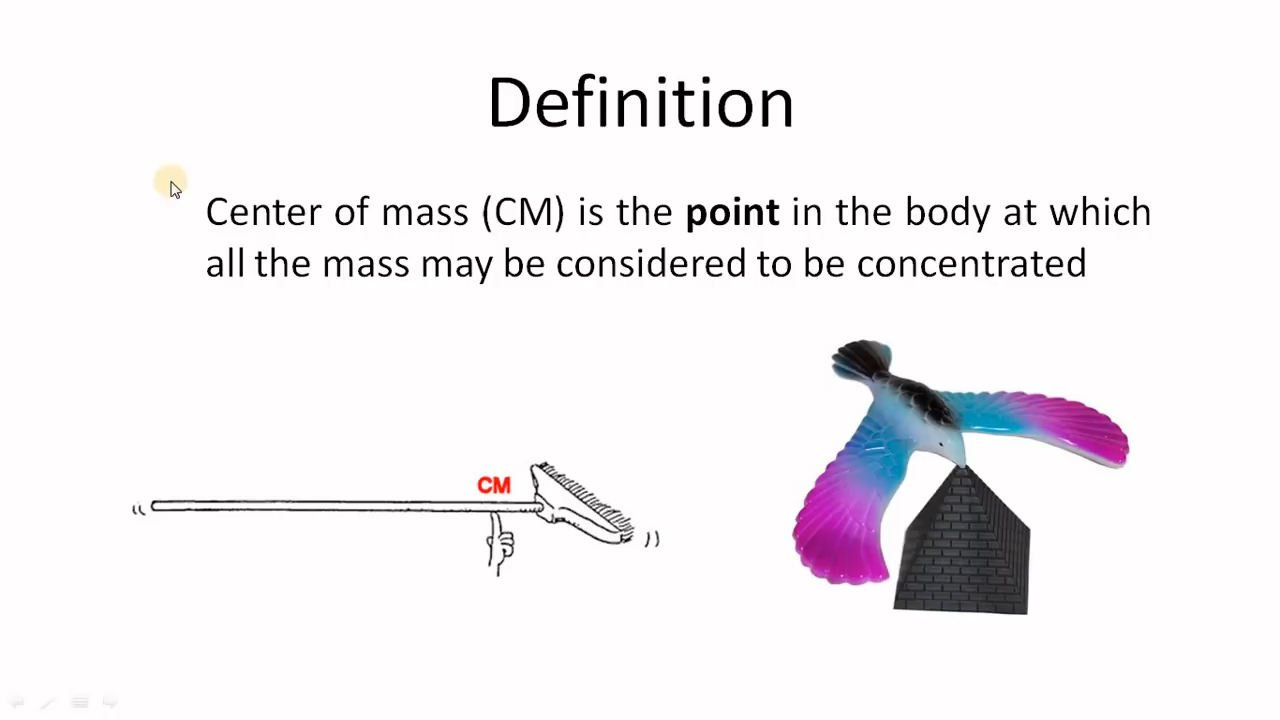 Definition
Center of mass (CM) is the point in the body at which
all the mass may be considered to be concentrated
CM